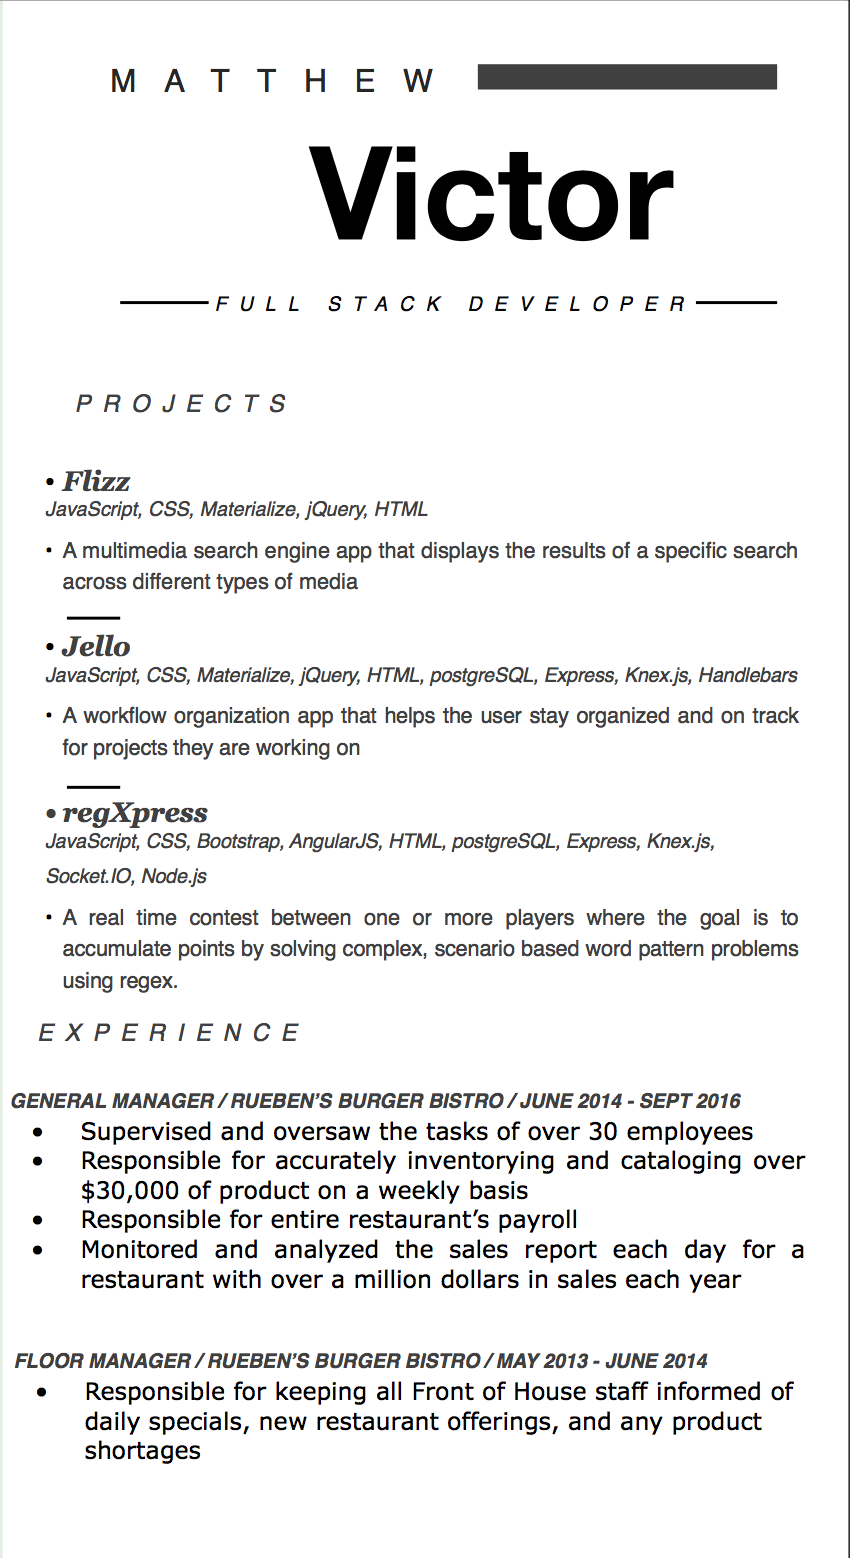 MATTHEW
Victor
FULL STACK DEVELOPER
PROJECTS
• Flizz
JavaScript, CSS, Materialize, jQuery, HTML
• A multimedia search engine app that displays the results of a specific search
across different types of media
• Jello
JavaScript, CSS, Materialize, jQuery, HTML, postgreSQL, Express, Knex.js, Handlebars
• A workflow organization app that helps the user stay organized and on track
for projects they are working on
• regXpress
JavaScript, CSS, Bootstrap, AngularJS, HTML, postgreSQL, Express, Knex.js,
Socket.IO, Node.js
• A real time contest between one or more players where the goal is to
accumulate points by solving complex, scenario based word pattern problems
using regex.
EXPERIENCE
GENERAL MANAGER / RUEBEN'S BURGER BISTRO / JUNE 2014 - SEPT 2016
• Supervised and oversaw the tasks of over 30 employees
• Responsible for accurately inventorying and cataloging over
$30,000 of product on a weekly basis
• Responsible for entire restaurant's payroll
• Monitored and analyzed the sales report each day for a
restaurant with over a million dollars in sales each year
FLOOR MANAGER / RUEBEN'S BURGER BISTRO / MAY 2013 - JUNE 2014
• Responsible for keeping all Front of House staff informed of
daily specials, new restaurant offerings, and any product
shortages